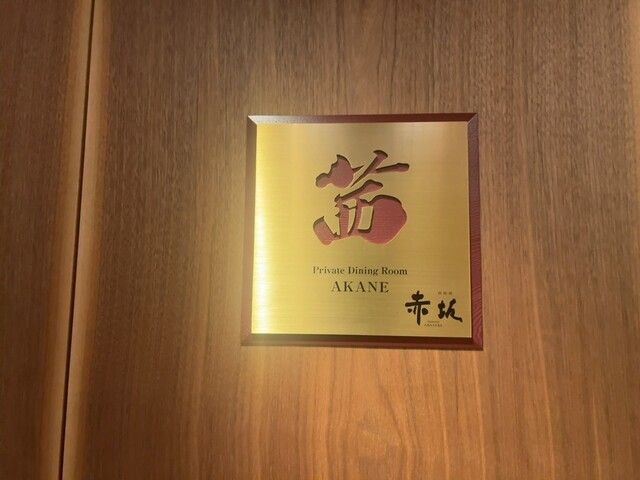 茜
Private Dining Room
AKANE
赤坂